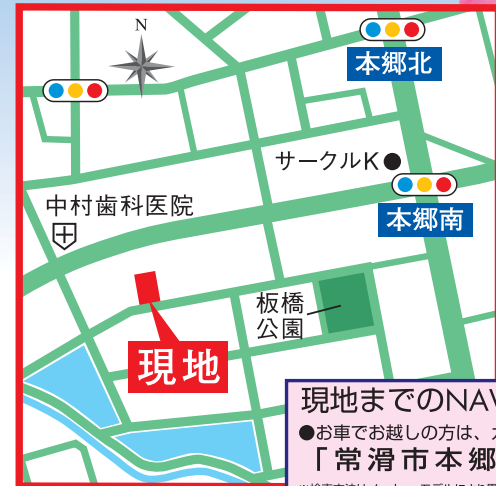 N
本郷北
サークルK
中村歯科医院
本郷南
板橋
公園
現地
現地までのNAV
●お車でお越しの方は、
「常滑市本郷